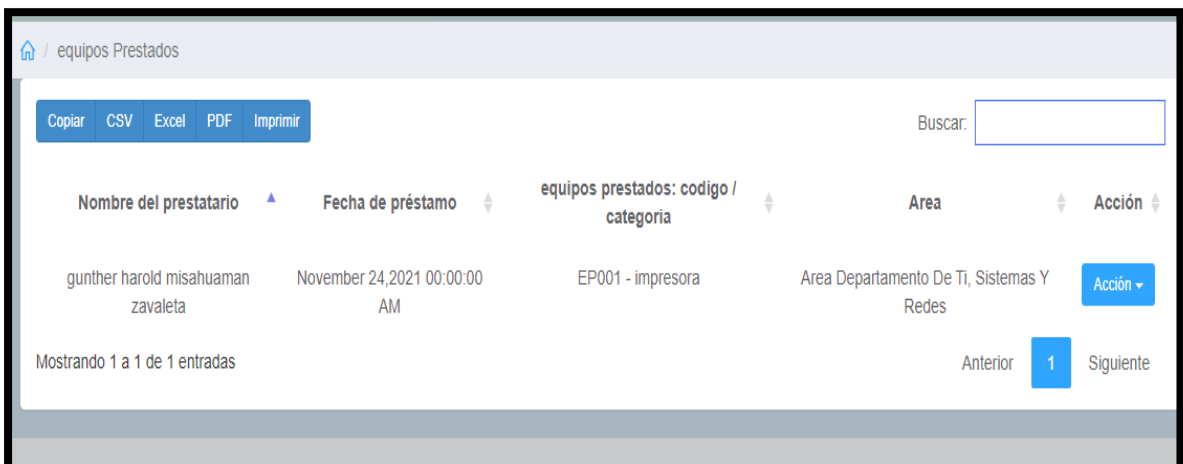 / equipos Prestados
Copiar CSV Excel PDF Imprimir
Buscar:
Nombre del prestatario Fecha de préstamo equipos prestados: codigo / categoria Area Acción
gunther harold misahuaman zavaleta November 24,2021 00:00:00 AM EP001 - impresora Area Departamento De Ti, Sistemas Y Redes Acción
Mostrando 1 a 1 de 1 entradas
Anterior 1 Siguiente